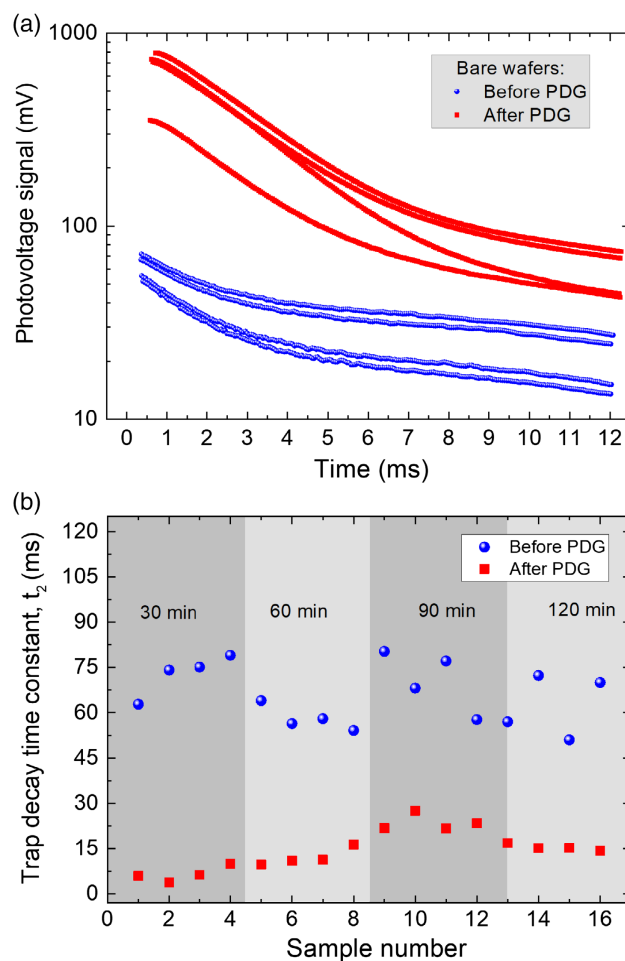 (a)
1000
100
10
Photovoltage signal (mV)
Bare wafers:
Before PDG
After PDG
0 1 2 3 4 5 6 7 8 9 10 11 12
Time (ms)
(b)
120
105
90
75
60
45
30
15
0
Trap decay time constant, t2 (ms)
Before PDG
After PDG
30 min 60 min 90 min 120 min
0 2 4 6 8 10 12 14 16
Sample number